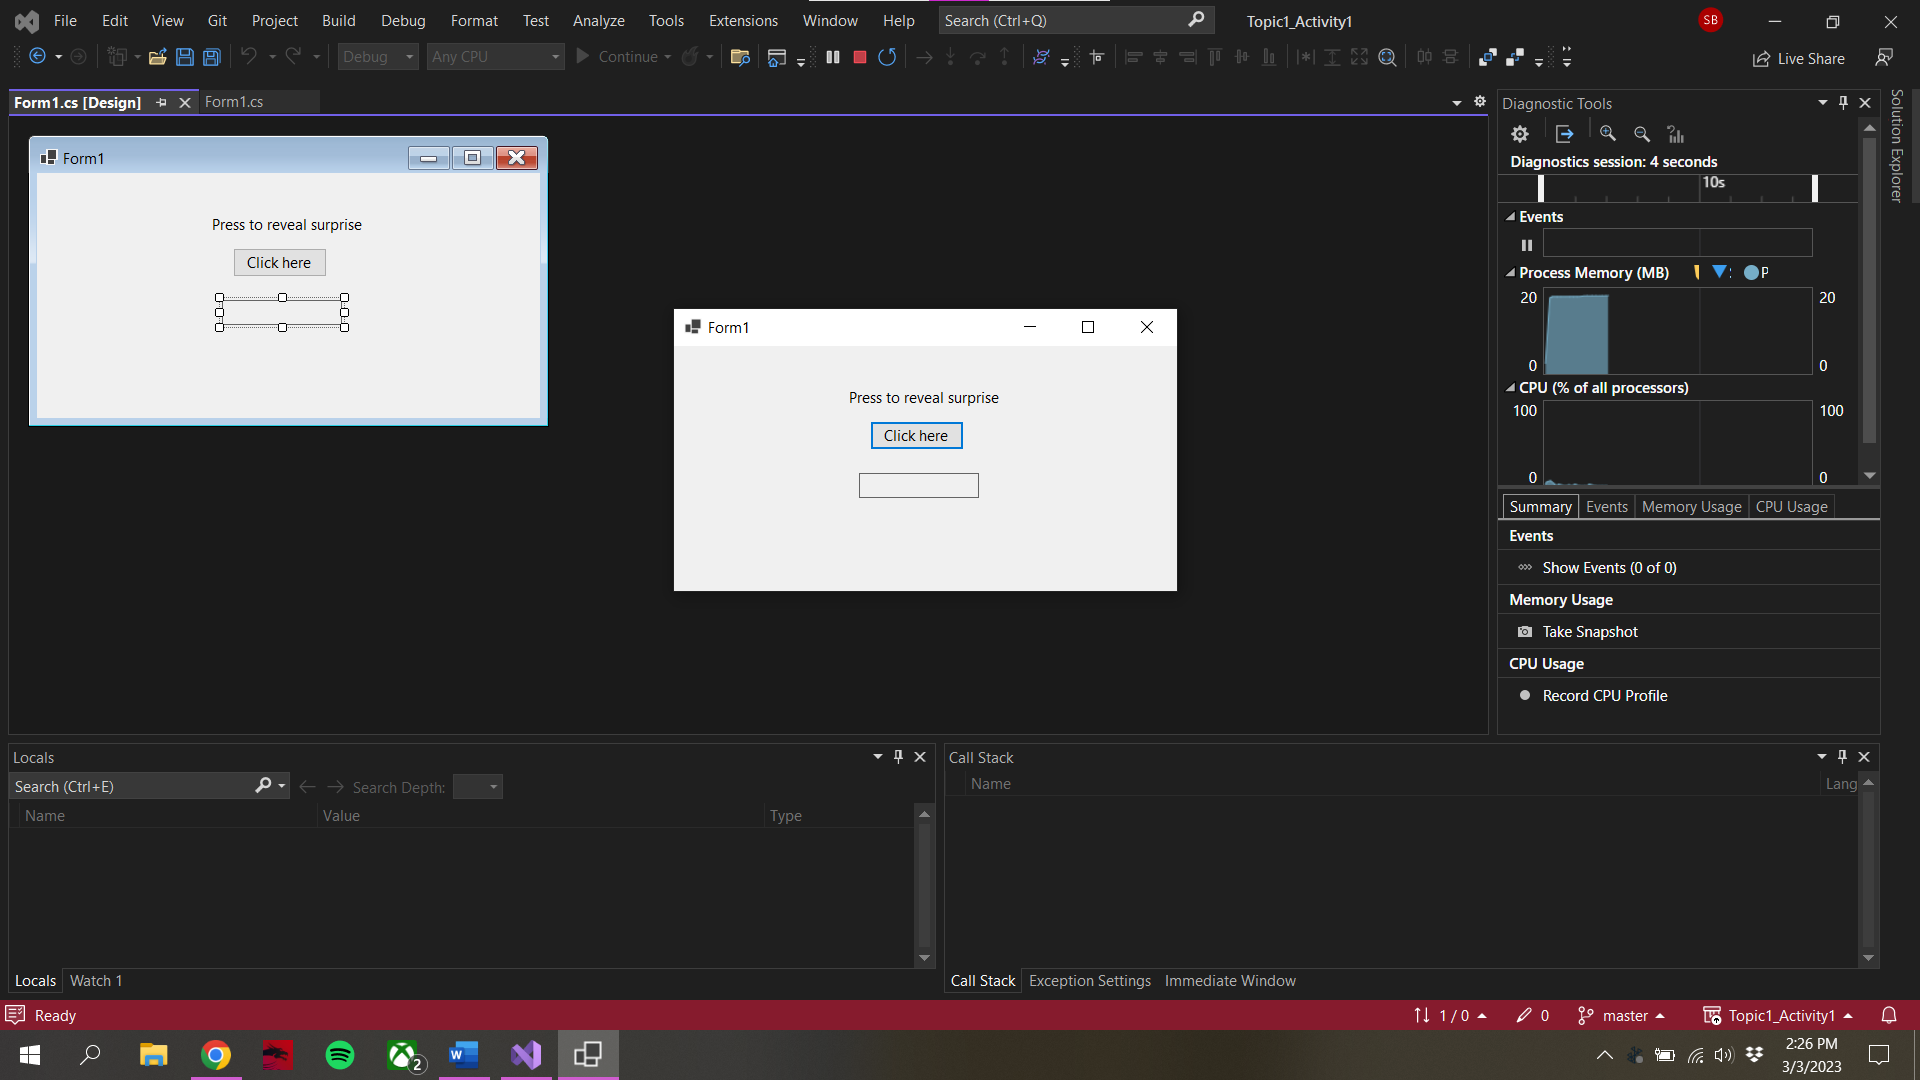 File Edit View Git Project Build Debug Format Test Analyze Tools Extensions Window Help Search (Ctrl+Q) Topic1_Activity1 SB
Debug Any CPU Continue Live Share
Form1.cs [Design] Form1.cs
Form1
Press to reveal surprise
Click here
Form1
Press to reveal surprise
Click here
Diagnostic Tools
Diagnostics session: 4 seconds
10s
Events
Process Memory (MB) P
20 20
0 0
CPU (% of all processors)
100 100
0 0
Summary Events Memory Usage CPU Usage
Events
Show Events (0 of 0)
Memory Usage
Take Snapshot
CPU Usage
Record CPU Profile
Solution Explorer
Locals
Search (Ctrl+E) Search Depth:
Name Value Type
Locals Watch 1
Call Stack
Name Lang
Call Stack Exception Settings Immediate Window
Ready 1 / 0 0 master Topic1_Activity1
2
2:26 PM
3/3/2023